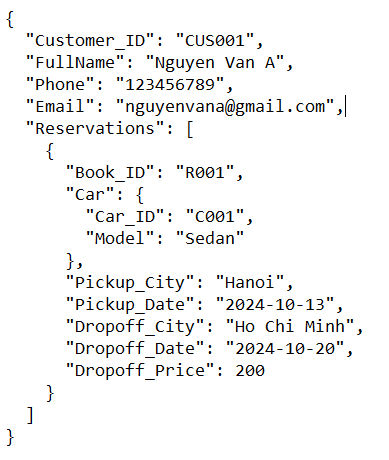 {
  "Customer_ID": "CUS001",
  "FullName": "Nguyen Van A",
  "Phone": "123456789",
  "Email": "nguyenvana@gmail.com",
  "Reservations": [
    {
      "Book_ID": "R001",
      "Car": {
        "Car_ID": "C001",
        "Model": "Sedan"
      },
      "Pickup_City": "Hanoi",
      "Pickup_Date": "2024-10-13",
      "Dropoff_City": "Ho Chi Minh",
      "Dropoff_Date": "2024-10-20",
      "Dropoff_Price": 200
    }
  ]
}